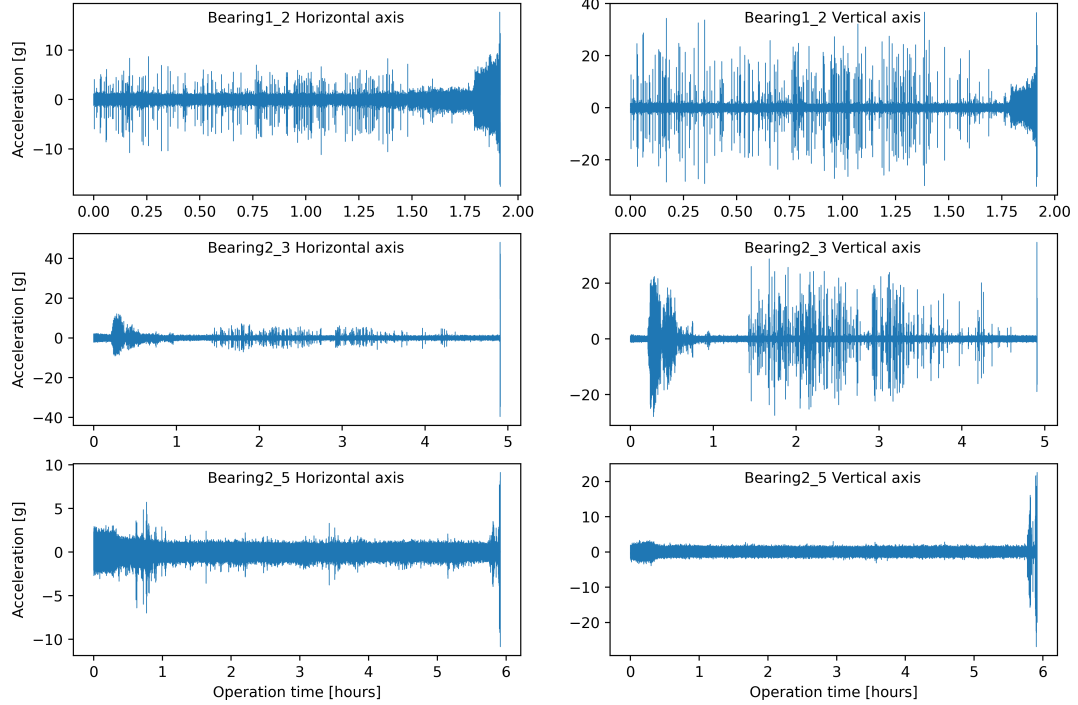 Bearing1_2 Horizontal axis
Acceleration [g]
10
0
−10
0.00 0.25 0.50 0.75 1.00 1.25 1.50 1.75 2.00
Bearing1_2 Vertical axis
40
20
0
−20
0.00 0.25 0.50 0.75 1.00 1.25 1.50 1.75 2.00
Bearing2_3 Horizontal axis
Acceleration [g]
40
20
0
−20
−40
0 1 2 3 4 5
Bearing2_3 Vertical axis
20
0
−20
0 1 2 3 4 5
Bearing2_5 Horizontal axis
Acceleration [g]
10
5
0
−5
−10
0 1 2 3 4 5 6
Operation time [hours]
Bearing2_5 Vertical axis
20
10
0
−10
−20
0 1 2 3 4 5 6
Operation time [hours]